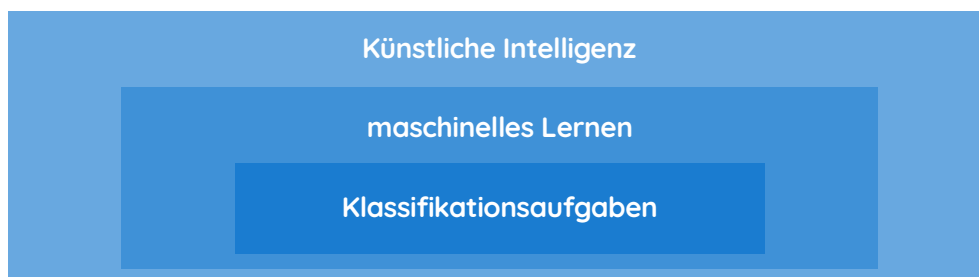 Künstliche Intelligenz
maschinelles Lernen
Klassifikationsaufgaben